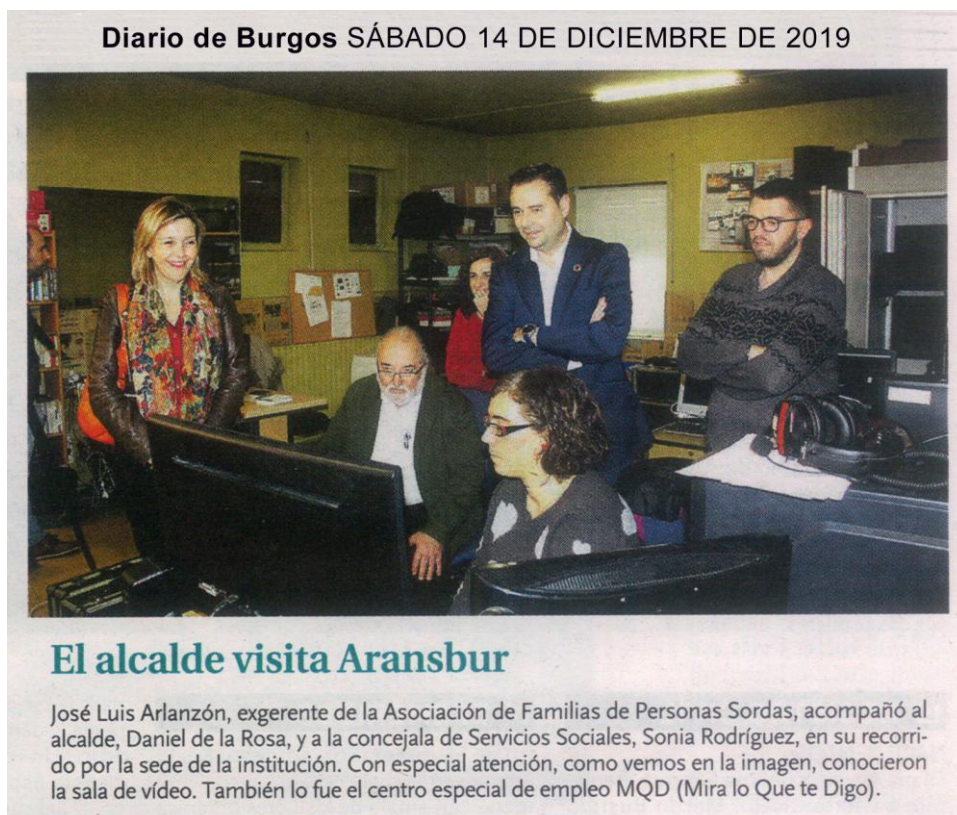 Diario de Burgos SÁBADO 14 DE DICIEMBRE DE 2019
El alcalde visita Aransbur
José Luis Arlanzón, exgerente de la Asociación de Familias de Personas Sordas, acompañó al
alcalde, Daniel de la Rosa, y a la concejala de Servicios Sociales, Sonia Rodríguez, en su recorri-
do por la sede de la institución. Con especial atención, como vemos en la imagen, conocieron
la sala de vídeo. También lo fue el centro especial de empleo MQD (Mira lo Que te Digo).